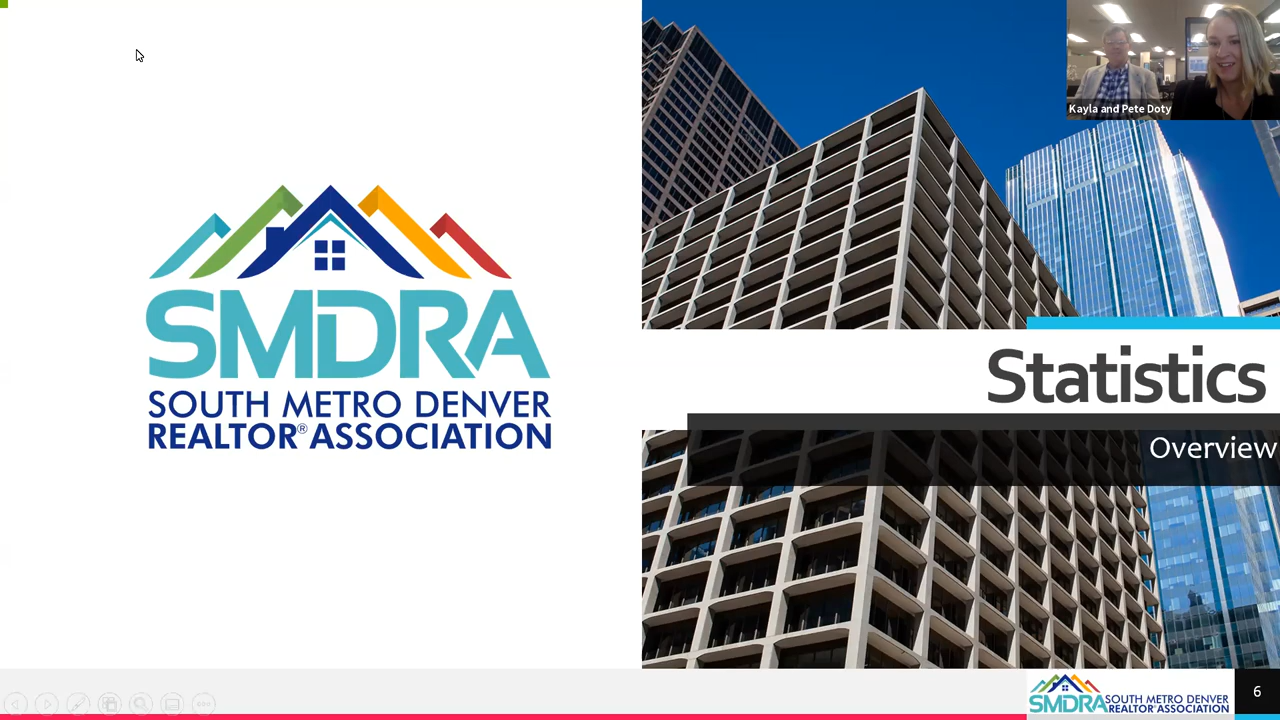 Kayla and Pete Doty
SMDRA
SOUTH METRO DENVER
REALTOR® ASSOCIATION
Statistics
Overview
SMDRA
SOUTH METRO DENVER
REALTOR® ASSOCIATION
6